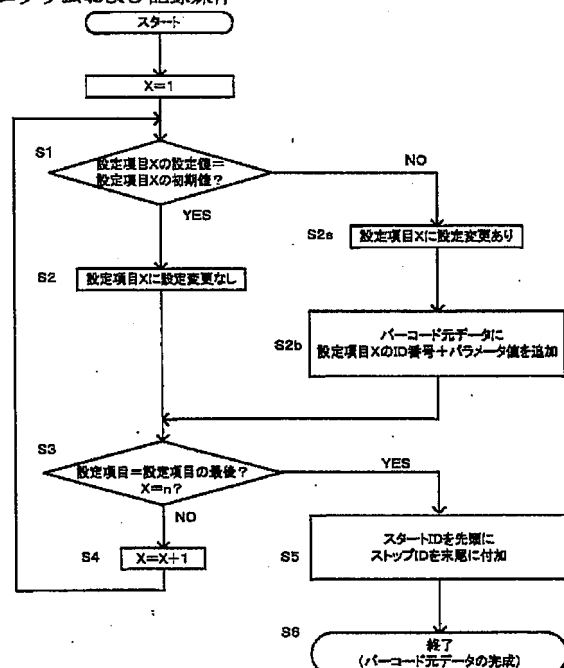 スタート
X=1
S1
設定項目Xの設定値=
設定項目Xの初期値?
NO
YES
S2a
設定項目Xに設定変更あり
S2
設定項目Xに設定変更なし
S2b
バーコード元データに
設定項目XのID番号+パラメータ値を追加
S3
設定項目=設定項目の最後?
X=n?
YES
NO
S4
X=X+1
S5
スタートIDを先頭に
ストップIDを末尾に付加
S6
終了
(バーコード元データの完成)